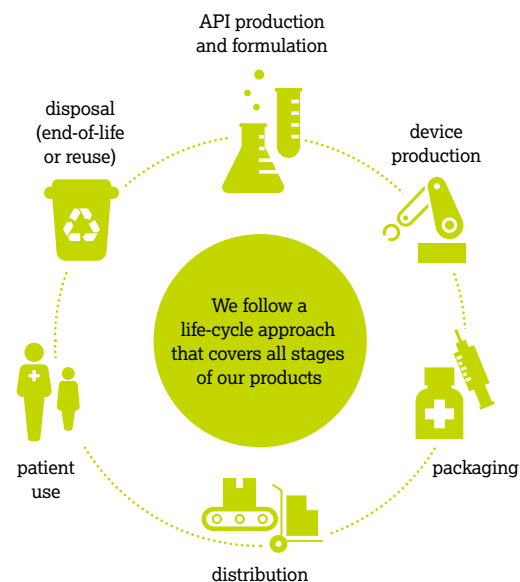 API production
and formulation
device
production
packaging
distribution
patient
use
disposal
(end-of-life
or reuse)
We follow a
life-cycle approach
that covers all stages
of our products